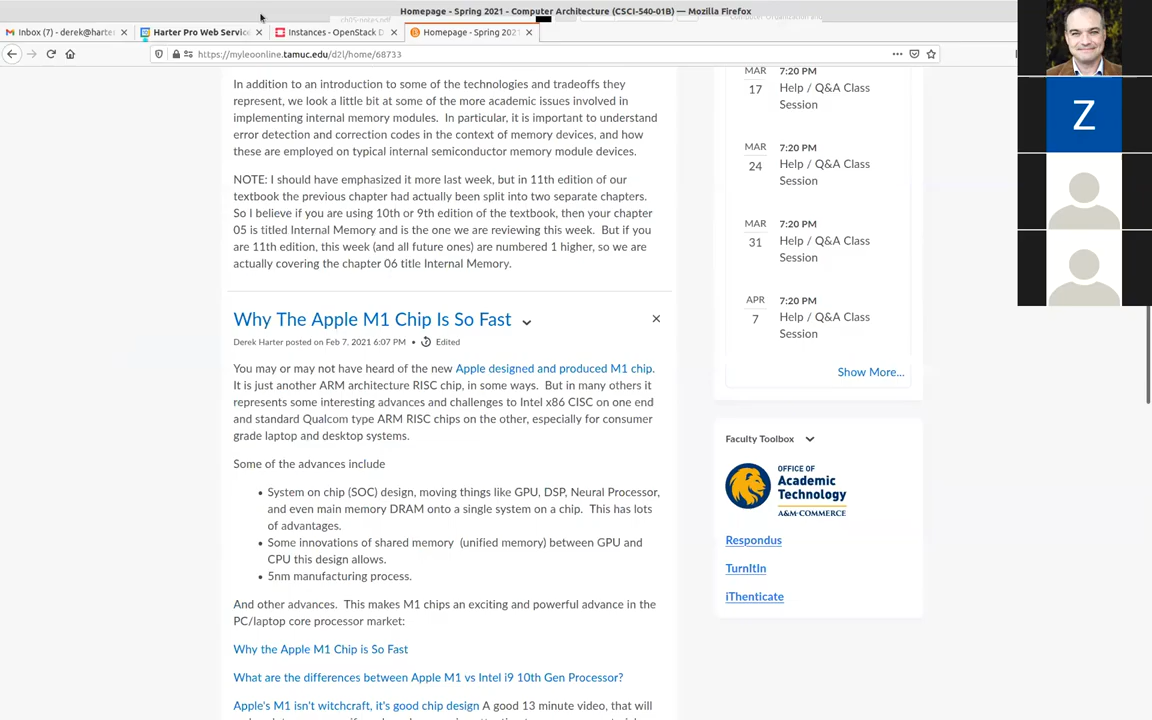 Homepage - Spring 2021 - Computer Architecture (CSCI-540-01B) — Mozilla Firefox
Inbox (7) - derek@harter
Harter Pro Web Service
Instances - OpenStack D
Homepage - Spring 2021
https://myleoonline.tamuc.edu/d2l/home/68733
In addition to an introduction to some of the technologies and tradeoffs they
represent, we look a little bit at some of the more academic issues involved in
implementing internal memory modules. In particular, it is important to understand
error detection and correction codes in the context of memory devices, and how
these are employed on typical internal semiconductor memory module devices.
NOTE: I should have emphasized it more last week, but in 11th edition of our
textbook the previous chapter had actually been split into two separate chapters.
So I believe if you are using 10th or 9th edition of the textbook, then your chapter
05 is titled Internal Memory and is the one we are reviewing this week. But if you
are 11th edition, this week (and all future ones) are numbered 1 higher, so we are
actually covering the chapter 06 title Internal Memory.
Why The Apple M1 Chip Is So Fast
Derek Harter posted on Feb 7, 2021 6:07 PM • Edited
You may or may not have heard of the new Apple designed and produced M1 chip.
It is just another ARM architecture RISC chip, in some ways. But in many others it
represents some interesting advances and challenges to Intel x86 CISC on one end
and standard Qualcom type ARM RISC chips on the other, especially for consumer
grade laptop and desktop systems.
Some of the advances include
• System on chip (SOC) design, moving things like GPU, DSP, Neural Processor,
and even main memory DRAM onto a single system on a chip. This has lots
of advantages.
• Some innovations of shared memory (unified memory) between GPU and
CPU this design allows.
• 5nm manufacturing process.
And other advances. This makes M1 chips an exciting and powerful advance in the
PC/laptop core processor market:
Why the Apple M1 Chip is So Fast
What are the differences between Apple M1 vs Intel i9 10th Gen Processor?
Apple's M1 isn't witchcraft, it's good chip design A good 13 minute video, that will
MAR
17
7:20 PM
Help / Q&A Class
Session
MAR
24
7:20 PM
Help / Q&A Class
Session
MAR
31
7:20 PM
Help / Q&A Class
Session
APR
7
7:20 PM
Help / Q&A Class
Session
Show More...
Faculty Toolbox
OFFICE OF
Academic
Technology
A&M-COMMERCE
Respondus
TurnItIn
iThenticate
Z